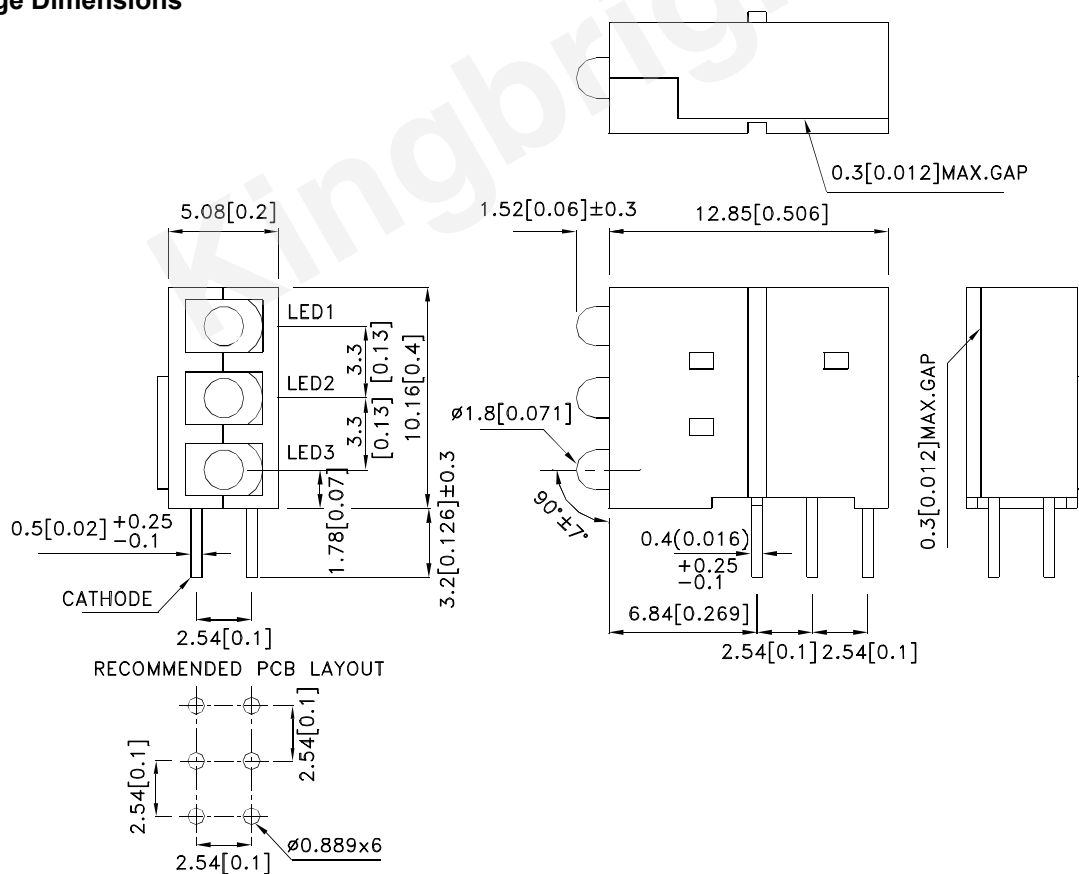 ge Dimensions
Kingbrigh
0.3[0.012]MAX.GAP
5.08[0.2]
1.52[0.06]±0.3
12.85[0.506]
LED1
LED2
LED3
3.3
[0.13]
3.3
[0.13]
10.16[0.4]
1.78[0.07]
3.2[0.126]±0.3
0.5[0.02] +0.25
-0.1
CATHODE
2.54[0.1]
ø1.8[0.071]
90°±7°
0.4(0.016)
+0.25
-0.1
6.84[0.269]
2.54[0.1]
2.54[0.1]
0.3[0.012]MAX.GAP
RECOMMENDED PCB LAYOUT
2.54[0.1]
2.54[0.1]
2.54[0.1]
ø0.889x6